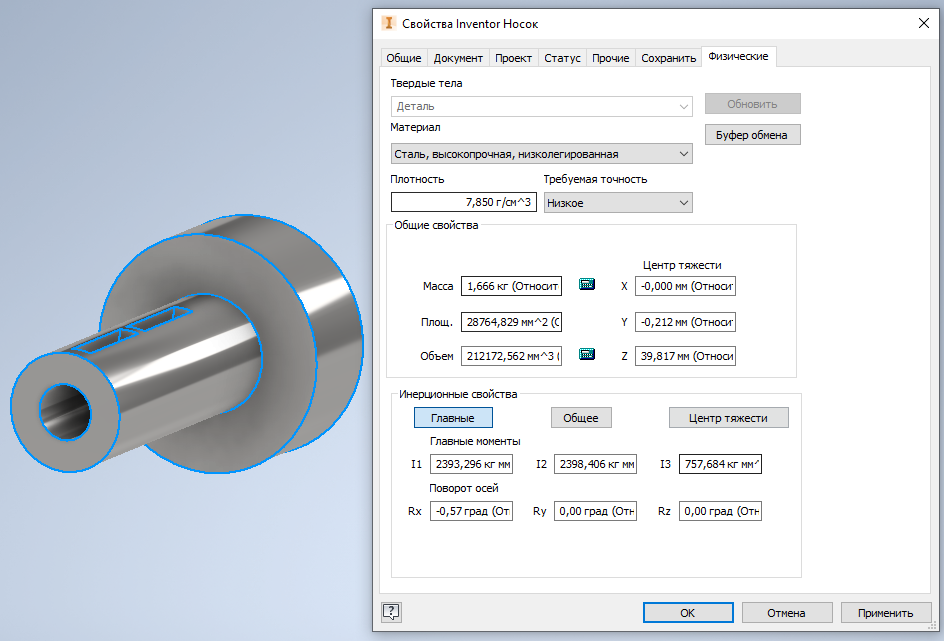 Свойства Inventor Носок
Общие Документ Проект Статус Прочие Сохранить Физические
Твердые тела
Деталь
Обновить
Материал
Буфер обмена
Сталь, высокопрочная, низколегированная
Плотность Требуемая точность
7,850 г/см^3 Низкое
Общие свойства
Центр тяжести
Масса 1,666 кг (Относит X -0,000 мм (Относи
Площ. 28764,829 мм^2 (О Y -0,212 мм (Относи
Объем 212172,562 мм^3 ( Z 39,817 мм (Относи
Инерционные свойства
Главные Общее Центр тяжести
Главные моменты
I1 2393,296 кг мм I2 2398,406 кг мм I3 757,684 кг мм^
Поворот осей
Rx -0,57 град (От Ry 0,00 град (Отн Rz 0,00 град (Отн
? ОК Отмена Применить